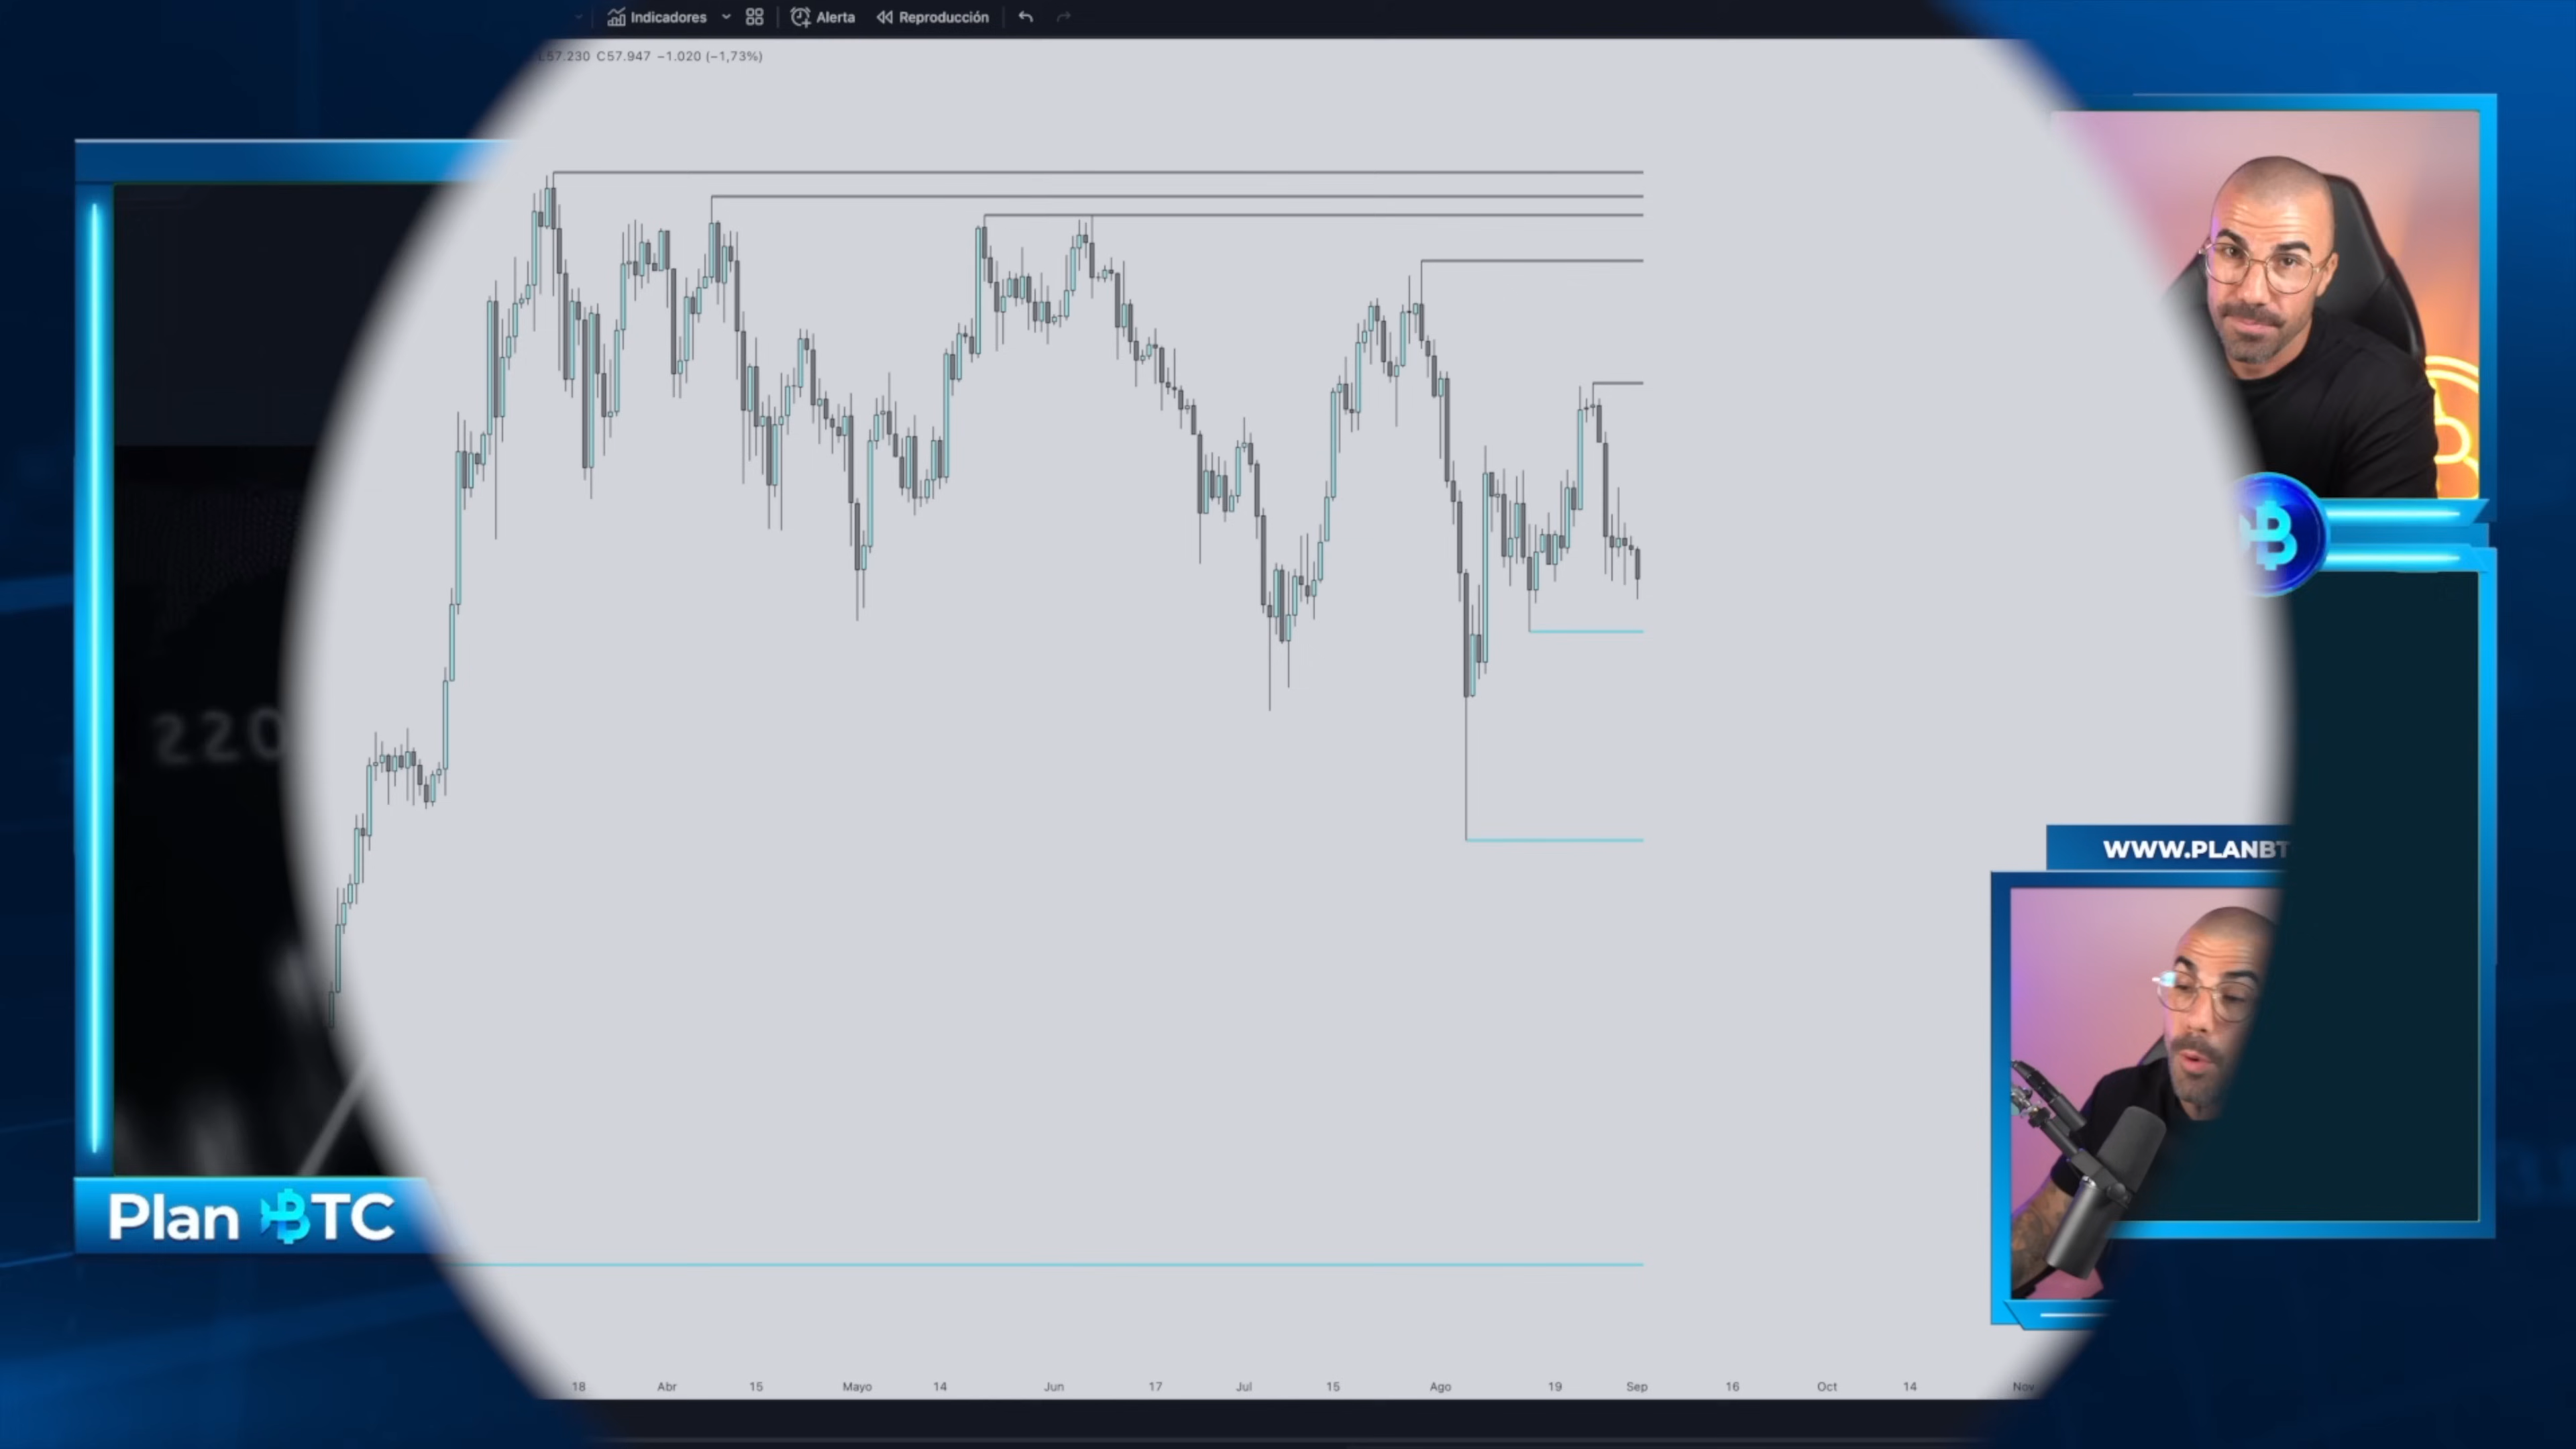 Indicadores Alerta Reproducción
57.230 C57.947 −1.020 (−1,73%)
220
WWW.PLANBT
Plan BTC
18 Abr 15 Mayo 14 Jun 17 Jul 15 Ago 19 Sep 16 Oct 14 Nov